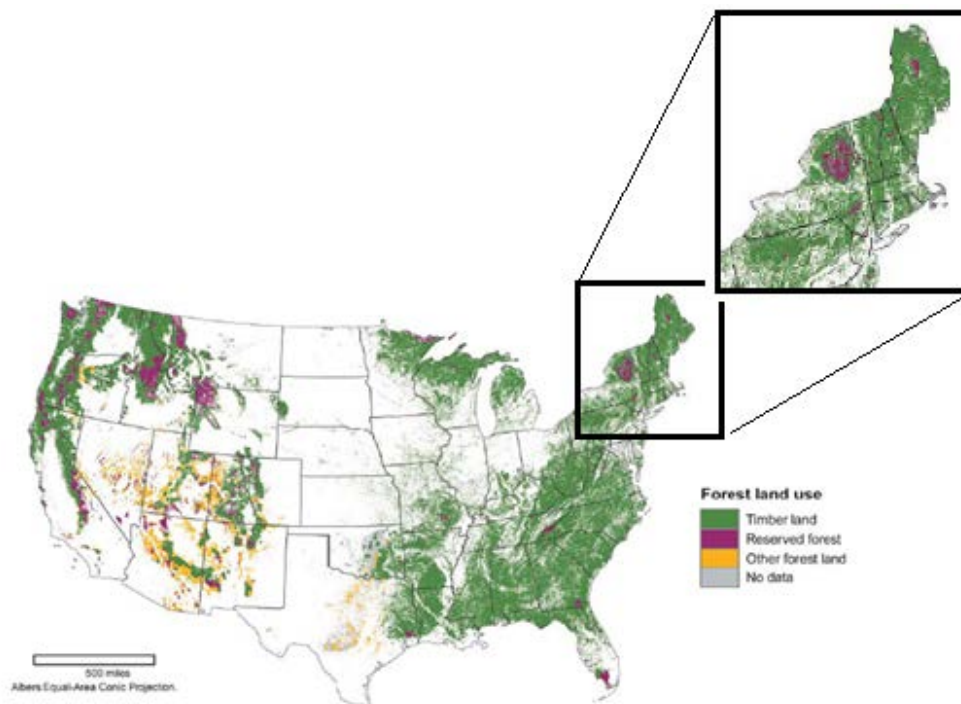 Forest land use
Timber land
Reserved forest
Other forest land
No data
500 miles
Albers Equal-Area Conic Projection.